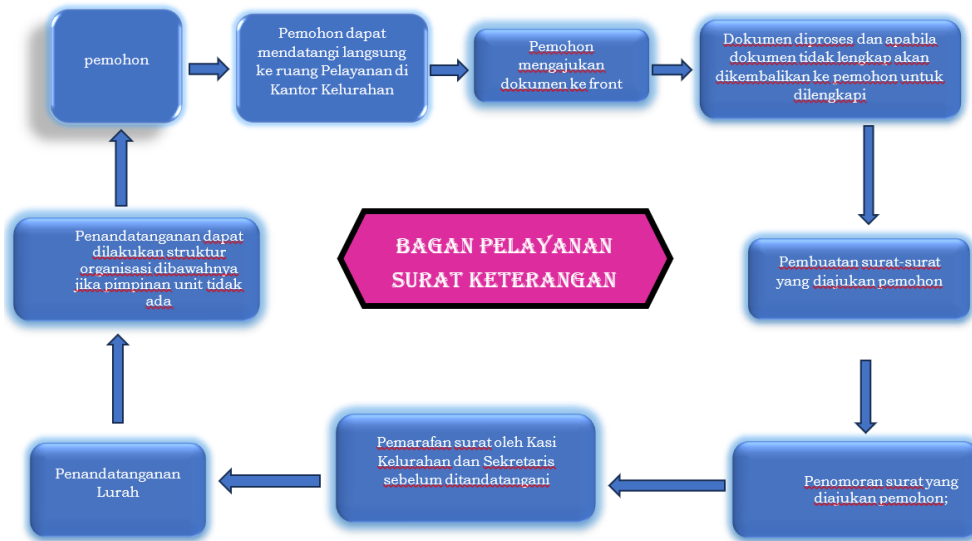 pemohon
Pemohon dapat
mendatangi langsung
ke ruang Pelayanan di
Kantor Kelurahan
Pemohon
mengajukan
dokumen ke front
Dokumen diproses dan apabila
dokumen tidak lengkap akan
dikembalikan ke pemohon untuk
dilengkapi
Pembuatan surat-surat
yang diajukan pemohon
Penomoran surat yang
diajukan pemohon;
Pemarafan surat oleh Kasi
Kelurahan dan Sekretaris
sebelum ditandatangani
Penandatanganan
Lurah
Penandatanganan dapat
dilakukan struktur
organisasi dibawahnya
jika pimpinan unit tidak
ada
BAGAN PELAYANAN
SURAT KETERANGAN